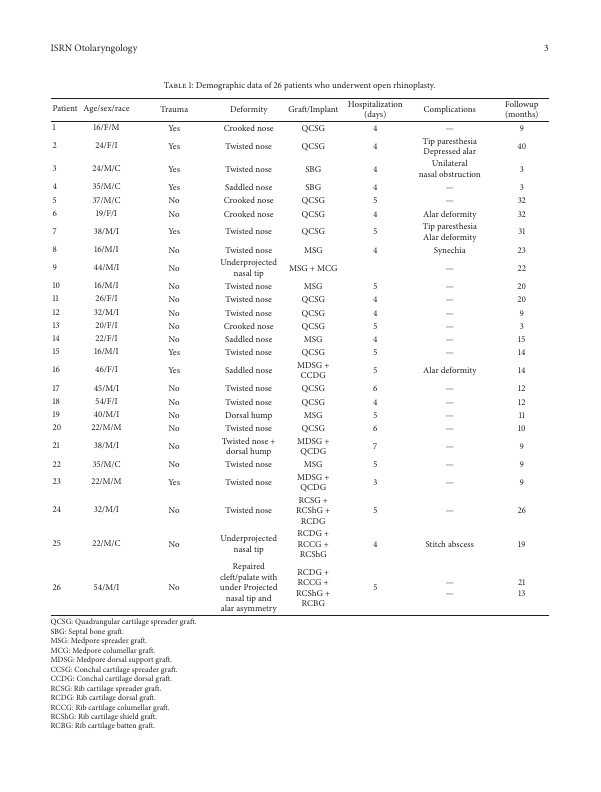 ISRN Otolaryngology 3
TABLE 1: Demographic data of 26 patients who underwent open rhinoplasty.
Patient Age/sex/race Trauma Deformity Graft/Implant Hospitalization (days) Complications Followup (months)
1 16/F/M Yes Crooked nose QCSG 4 — 9
2 24/F/I Yes Twisted nose QCSG 4 Tip paresthesia Depressed alar 40
3 24/M/C Yes Twisted nose SBG 4 Unilateral nasal obstruction 3
4 35/M/C Yes Saddled nose SBG 4 — 3
5 37/M/C No Crooked nose QCSG 5 — 32
6 19/F/I No Crooked nose QCSG 4 Alar deformity 32
7 38/M/I Yes Twisted nose QCSG 5 Tip paresthesia Alar deformity 31
8 16/M/I No Twisted nose MSG 4 Synechia 23
9 44/M/I No Underprojected nasal tip MSG + MCG — 22
10 16/M/I No Twisted nose MSG 5 — 20
11 26/F/I No Twisted nose QCSG 4 — 20
12 32/M/I No Twisted nose QCSG 4 — 9
13 20/F/I No Crooked nose QCSG 5 — 3
14 22/F/I No Saddled nose MSG 4 — 15
15 16/M/I Yes Twisted nose QCSG 5 — 14
16 46/F/I Yes Saddled nose MDSG + CCDG 5 Alar deformity 14
17 45/M/I No Twisted nose QCSG 6 — 12
18 54/F/I No Twisted nose QCSG 4 — 12
19 40/M/I No Dorsal hump MSG 5 — 11
20 22/M/M No Twisted nose QCSG 6 — 10
21 38/M/I No Twisted nose + dorsal hump MDSG + QCDG 7 — 9
22 35/M/C No Twisted nose MSG 5 — 9
23 22/M/M Yes Twisted nose MDSG + QCDG 3 — 9
24 32/M/I No Twisted nose RCSG + RCShG + RCDG 5 — 26
25 22/M/C No Underprojected nasal tip RCDG + RCCG + RCShG 4 Stitch abscess 19
26 54/M/I No Repaired cleft/palate with under Projected nasal tip and alar asymmetry RCDG + RCCG + RCShG + RCBG 5 — — 21 13
QCSG: Quadrangular cartilage spreader graft.
SBG: Septal bone graft.
MSG: Medpore spreader graft.
MCG: Medpore columellar graft.
MDSG: Medpore dorsal support graft.
CCSG: Conchal cartilage spreader graft.
CCDG: Conchal cartilage dorsal graft.
RCSG: Rib cartilage spreader graft.
RCDG: Rib cartilage dorsal graft.
RCCG: Rib cartilage columellar graft.
RCShG: Rib cartilage shield graft.
RCBG: Rib cartilage batten graft.